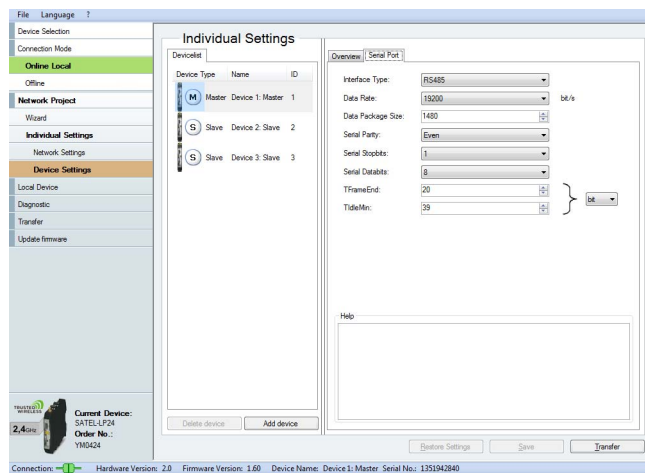 File Language ?
Device Selection
Connection Mode
Online Local
Offline
Network Project
Wizard
Individual Settings
Network Settings
Device Settings
Local Device
Diagnostic
Transfer
Update firmware
TRUSTED
WIRELESS
2,4GHz
Current Device:
SATEL-LP24
Order No.:
YM0424
Individual Settings
Devicelist
Device Type Name ID
M Master Device 1: Master 1
S Slave Device 2: Slave 2
S Slave Device 3: Slave 3
Delete device Add device
Overview Serial Port
Interface Type: RS485
Data Rate: 19200 bit/s
Data Package Size: 1480
Serial Parity: Even
Serial Stopbits: 1
Serial Databits: 8
TFrameEnd: 20
TIdleMin: 39
bit
Help
Restore Settings Save Transfer
Connection: Hardware Version: 2.0 Firmware Version: 1.60 Device Name: Device 1: Master Serial No.: 1351942840